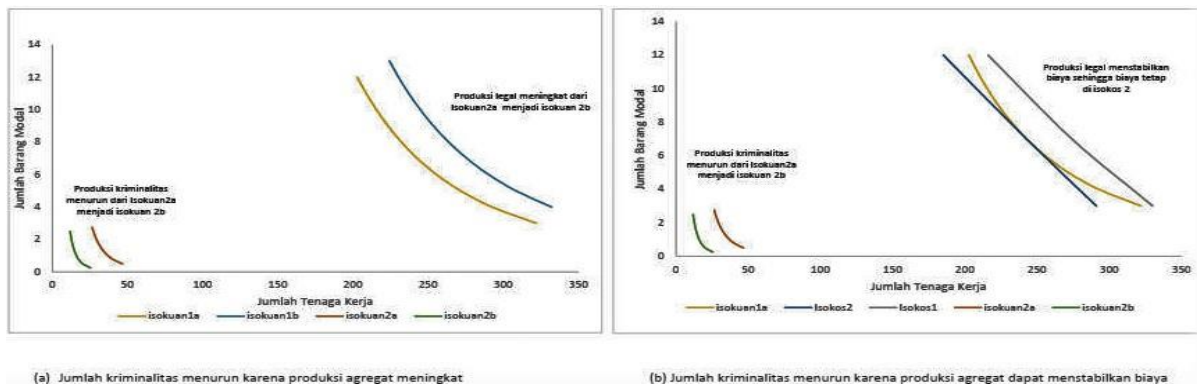 14
12
10
8
6
4
2
0
Jumlah Barang Modal
Produksi legal meningkat dari
Isokuan2a menjadi isokuan 2b
Produksi kriminalitas
menurun dari Isokuan2a
menjadi isokuan 2b
0 50 100 150 200 250 300 350
Jumlah Tenaga Kerja
isokuan1a isokuan1b isokuan2a isokuan2b
(a) Jumlah kriminalitas menurun karena produksi agregat meningkat
14
12
10
8
6
4
2
0
Jumlah Barang Modal
Produksi legal menstabilkan
biaya sehingga biaya tetap
di isokos 2
Produksi kriminalitas
menurun dari Isokuan2a
menjadi isokuan 2b
0 50 100 150 200 250 300 350
Jumlah Tenaga Kerja
isokuan1a Isokos2 Isokos1 isokuan2a isokuan2b
(b) Jumlah kriminalitas menurun karena produksi agregat dapat menstabilkan biaya